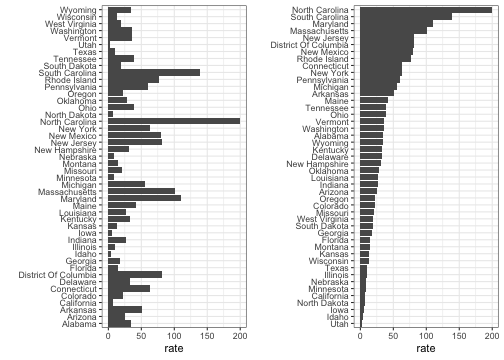 Wyoming
Wisconsin
West Virginia
Washington
Vermont
Utah
Texas
Tennessee
South Dakota
South Carolina
Rhode Island
Pennsylvania
Oregon
Oklahoma
Ohio
North Dakota
North Carolina
New York
New Mexico
New Jersey
New Hampshire
Nebraska
Montana
Missouri
Minnesota
Michigan
Massachusetts
Maryland
Maine
Louisiana
Kentucky
Kansas
Iowa
Indiana
Illinois
Idaho
Georgia
Florida
District Of Columbia
Delaware
Connecticut
Colorado
California
Arkansas
Arizona
Alabama
0 50 100 150 200
rate
North Carolina
South Carolina
Maryland
Massachusetts
New Jersey
District Of Columbia
New Mexico
Rhode Island
Connecticut
New York
Pennsylvania
Michigan
Arkansas
Maine
Tennessee
Ohio
Vermont
Washington
Alabama
Wyoming
Kentucky
Delaware
New Hampshire
Oklahoma
Louisiana
Indiana
Arizona
Oregon
Colorado
Missouri
West Virginia
South Dakota
Georgia
Florida
Montana
Kansas
Wisconsin
Texas
Illinois
Nebraska
Minnesota
California
North Dakota
Iowa
Idaho
Utah
0 50 100 150 200
rate